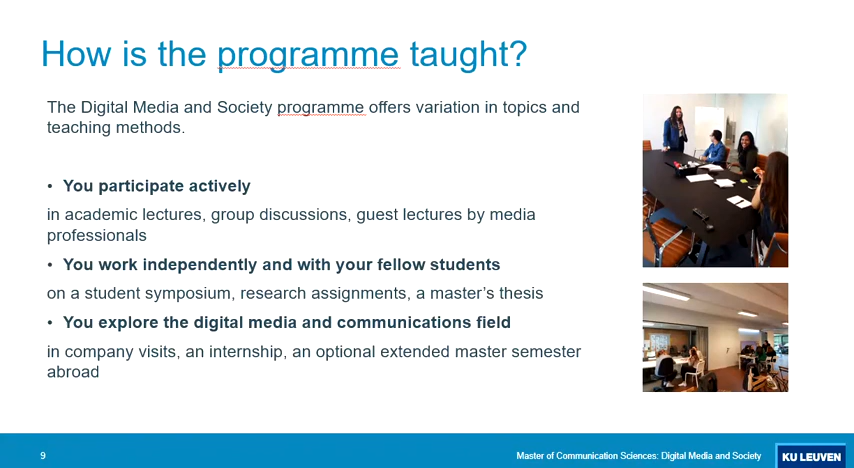 How is the programme taught?
The Digital Media and Society programme offers variation in topics and
teaching methods.
• You participate actively
in academic lectures, group discussions, guest lectures by media
professionals
• You work independently and with your fellow students
on a student symposium, research assignments, a master’s thesis
• You explore the digital media and communications field
in company visits, an internship, an optional extended master semester
abroad
9
Master of Communication Sciences: Digital Media and Society
KU LEUVEN